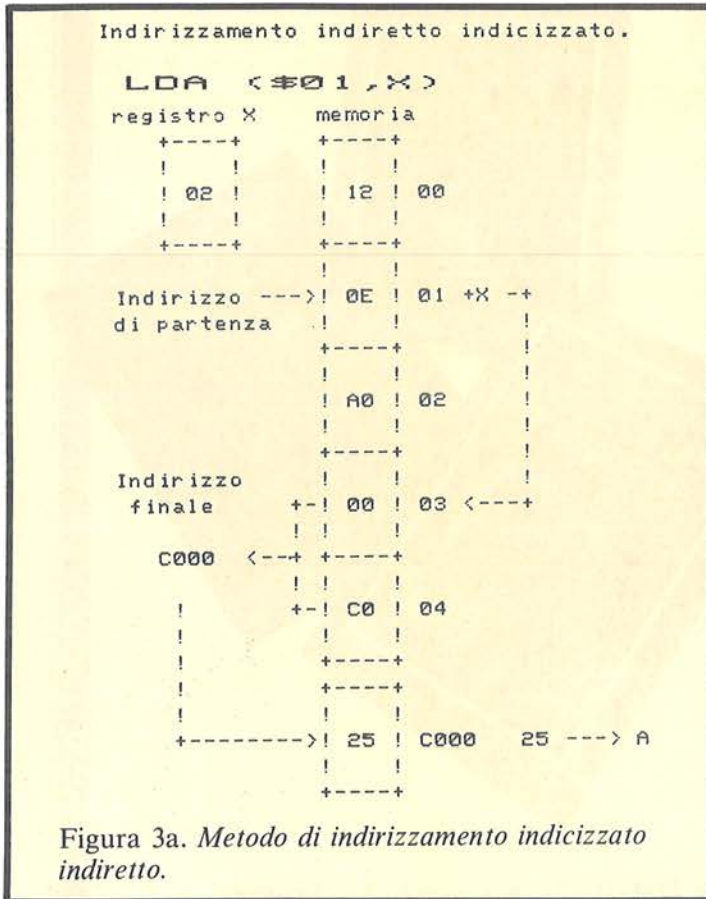 Indirizzamento indiretto indicizzato.
LDA ($01,X)
registro X memoria
+----+ +----+
! ! ! !
! 02 ! ! 12 ! 00
! ! ! !
+----+ +----+
! !
Indirizzo --->! 0E ! 01 +X -+
di partenza ! ! !
+----+ !
! ! !
! A0 ! 02 !
! ! !
+----+ !
Indirizzo ! ! !
finale +-! 00 ! 03 <---+
! ! !
C000 <--+ +----+
! ! !
! +-! C0 ! 04
! ! !
! +----+
! +----+
! ! !
+-------->! 25 ! C000 25 ---> A
! !
+----+
Figura 3a. Metodo di indirizzamento indicizzato
indiretto.